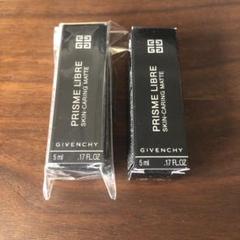 PRISME LIBRE
SKIN-CARING MATTE
GIVENCHY
5 ml .17 FL.OZ
PRISME LIBRE
SKIN-CARING MATTE
GIVENCHY
5 ml .17 FL.OZ